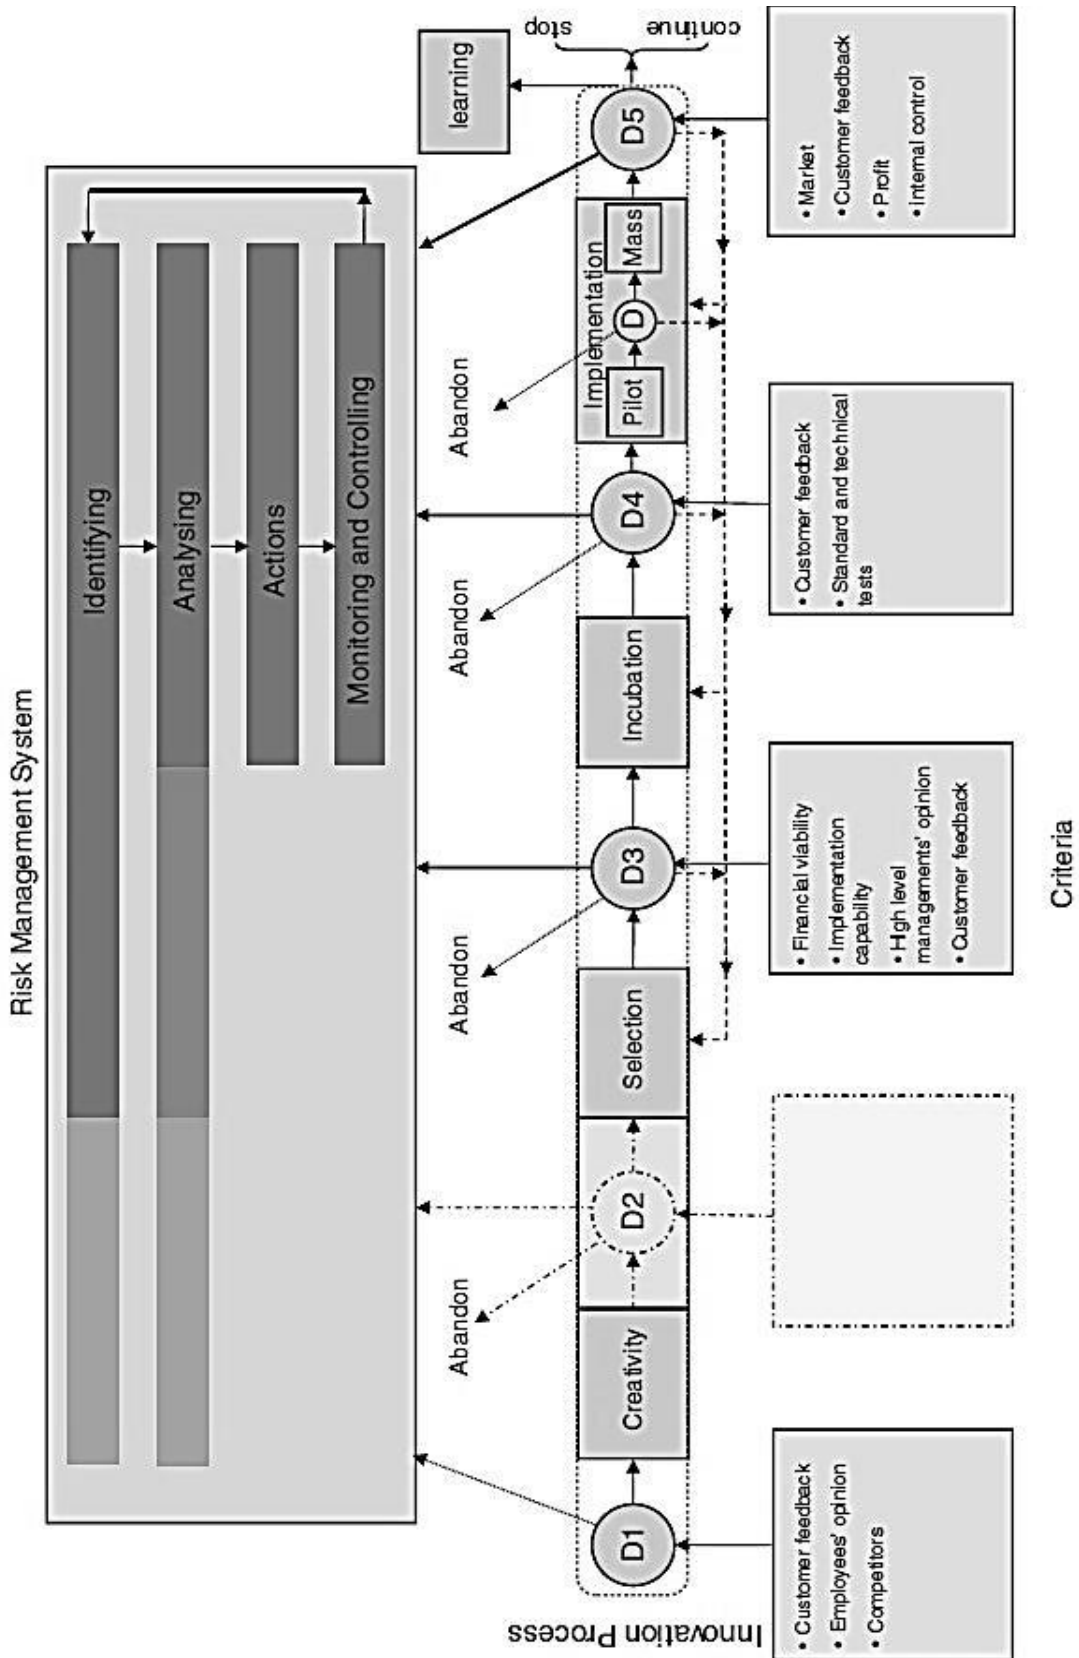 Risk Management System
Identifying
Analysing
Actions
Monitoring and Controlling
learning
stop
continue
Abandon
Abandon
Abandon
Abandon
Innovation Process
D1
Creativity
D2
Selection
D3
Incubation
D4
Implementation
Pilot
D
Mass
D5
• Customer feedback
• Employees' opinion
• Competitors
• Financial viability
• Implementation
capability
• High level
managements' opinion
• Customer feedback
• Customer feedback
• Standard and technical
tests
• Market
• Customer feedback
• Profit
• Internal control
Criteria